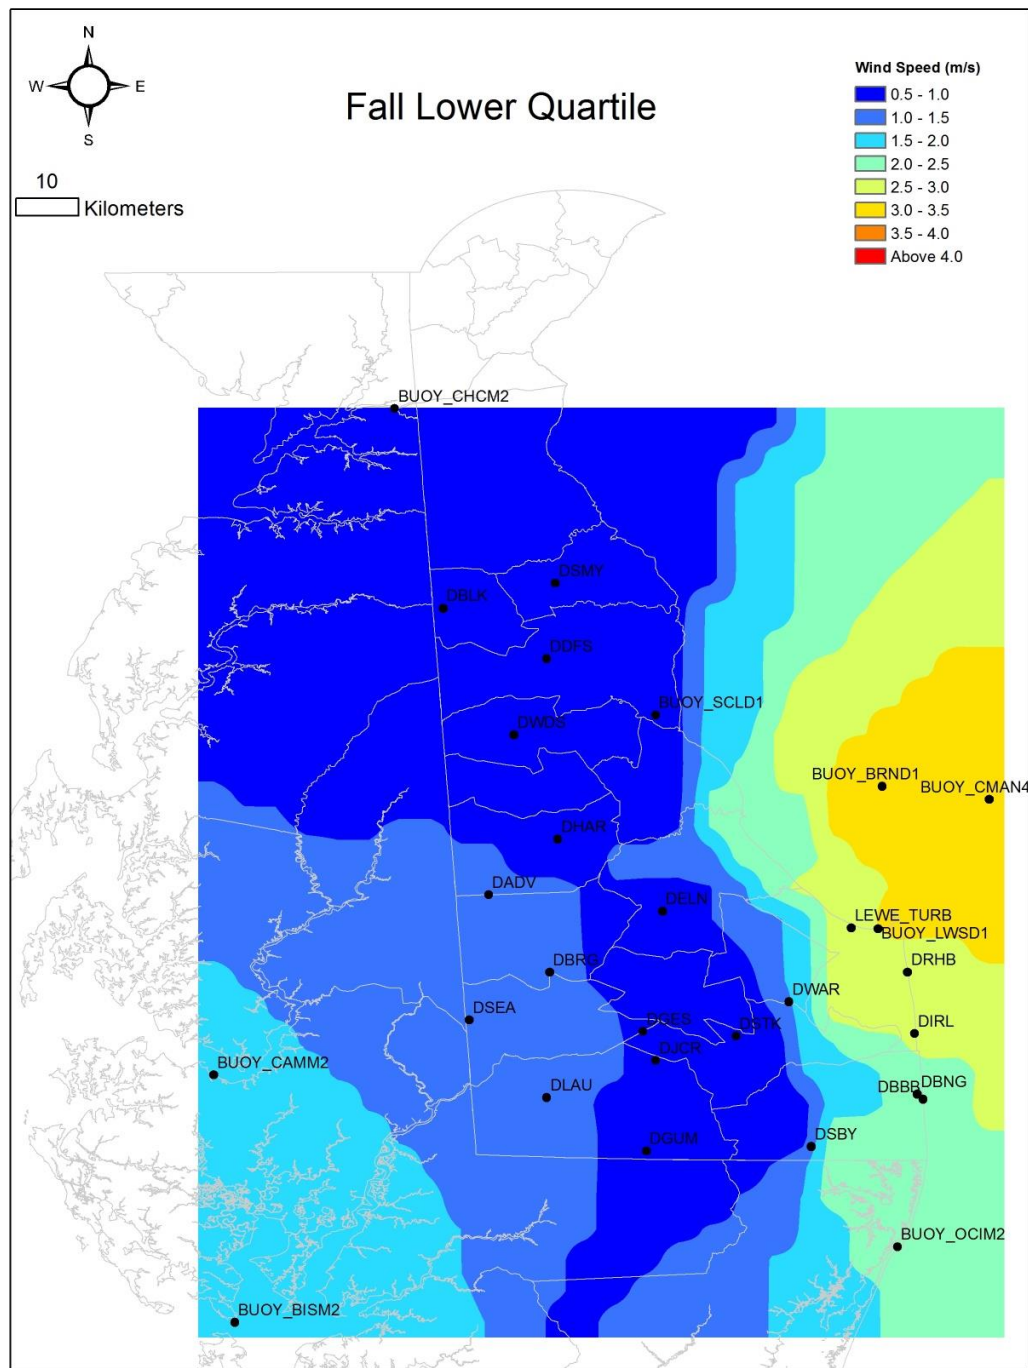 N
W E
S
Fall Lower Quartile
10
Kilometers
Wind Speed (m/s)
0.5 - 1.0
1.0 - 1.5
1.5 - 2.0
2.0 - 2.5
2.5 - 3.0
3.0 - 3.5
3.5 - 4.0
Above 4.0
BUOY_CHCM2
DSMY
DBLK
DDFS
BUOY_SCLD1
DWDS
BUOY_BRND1
BUOY_CMAN4
DHAR
DADV
DELN
LEWE_TURB
BUOY_LWSD1
DBRG
DRHB
DWAR
DSEA
DGES
DSTK
DIRL
DJCR
BUOY_CAMM2
DLAU
DBBB
DBNG
DGUM
DSBY
BUOY_OCIM2
BUOY_BISM2